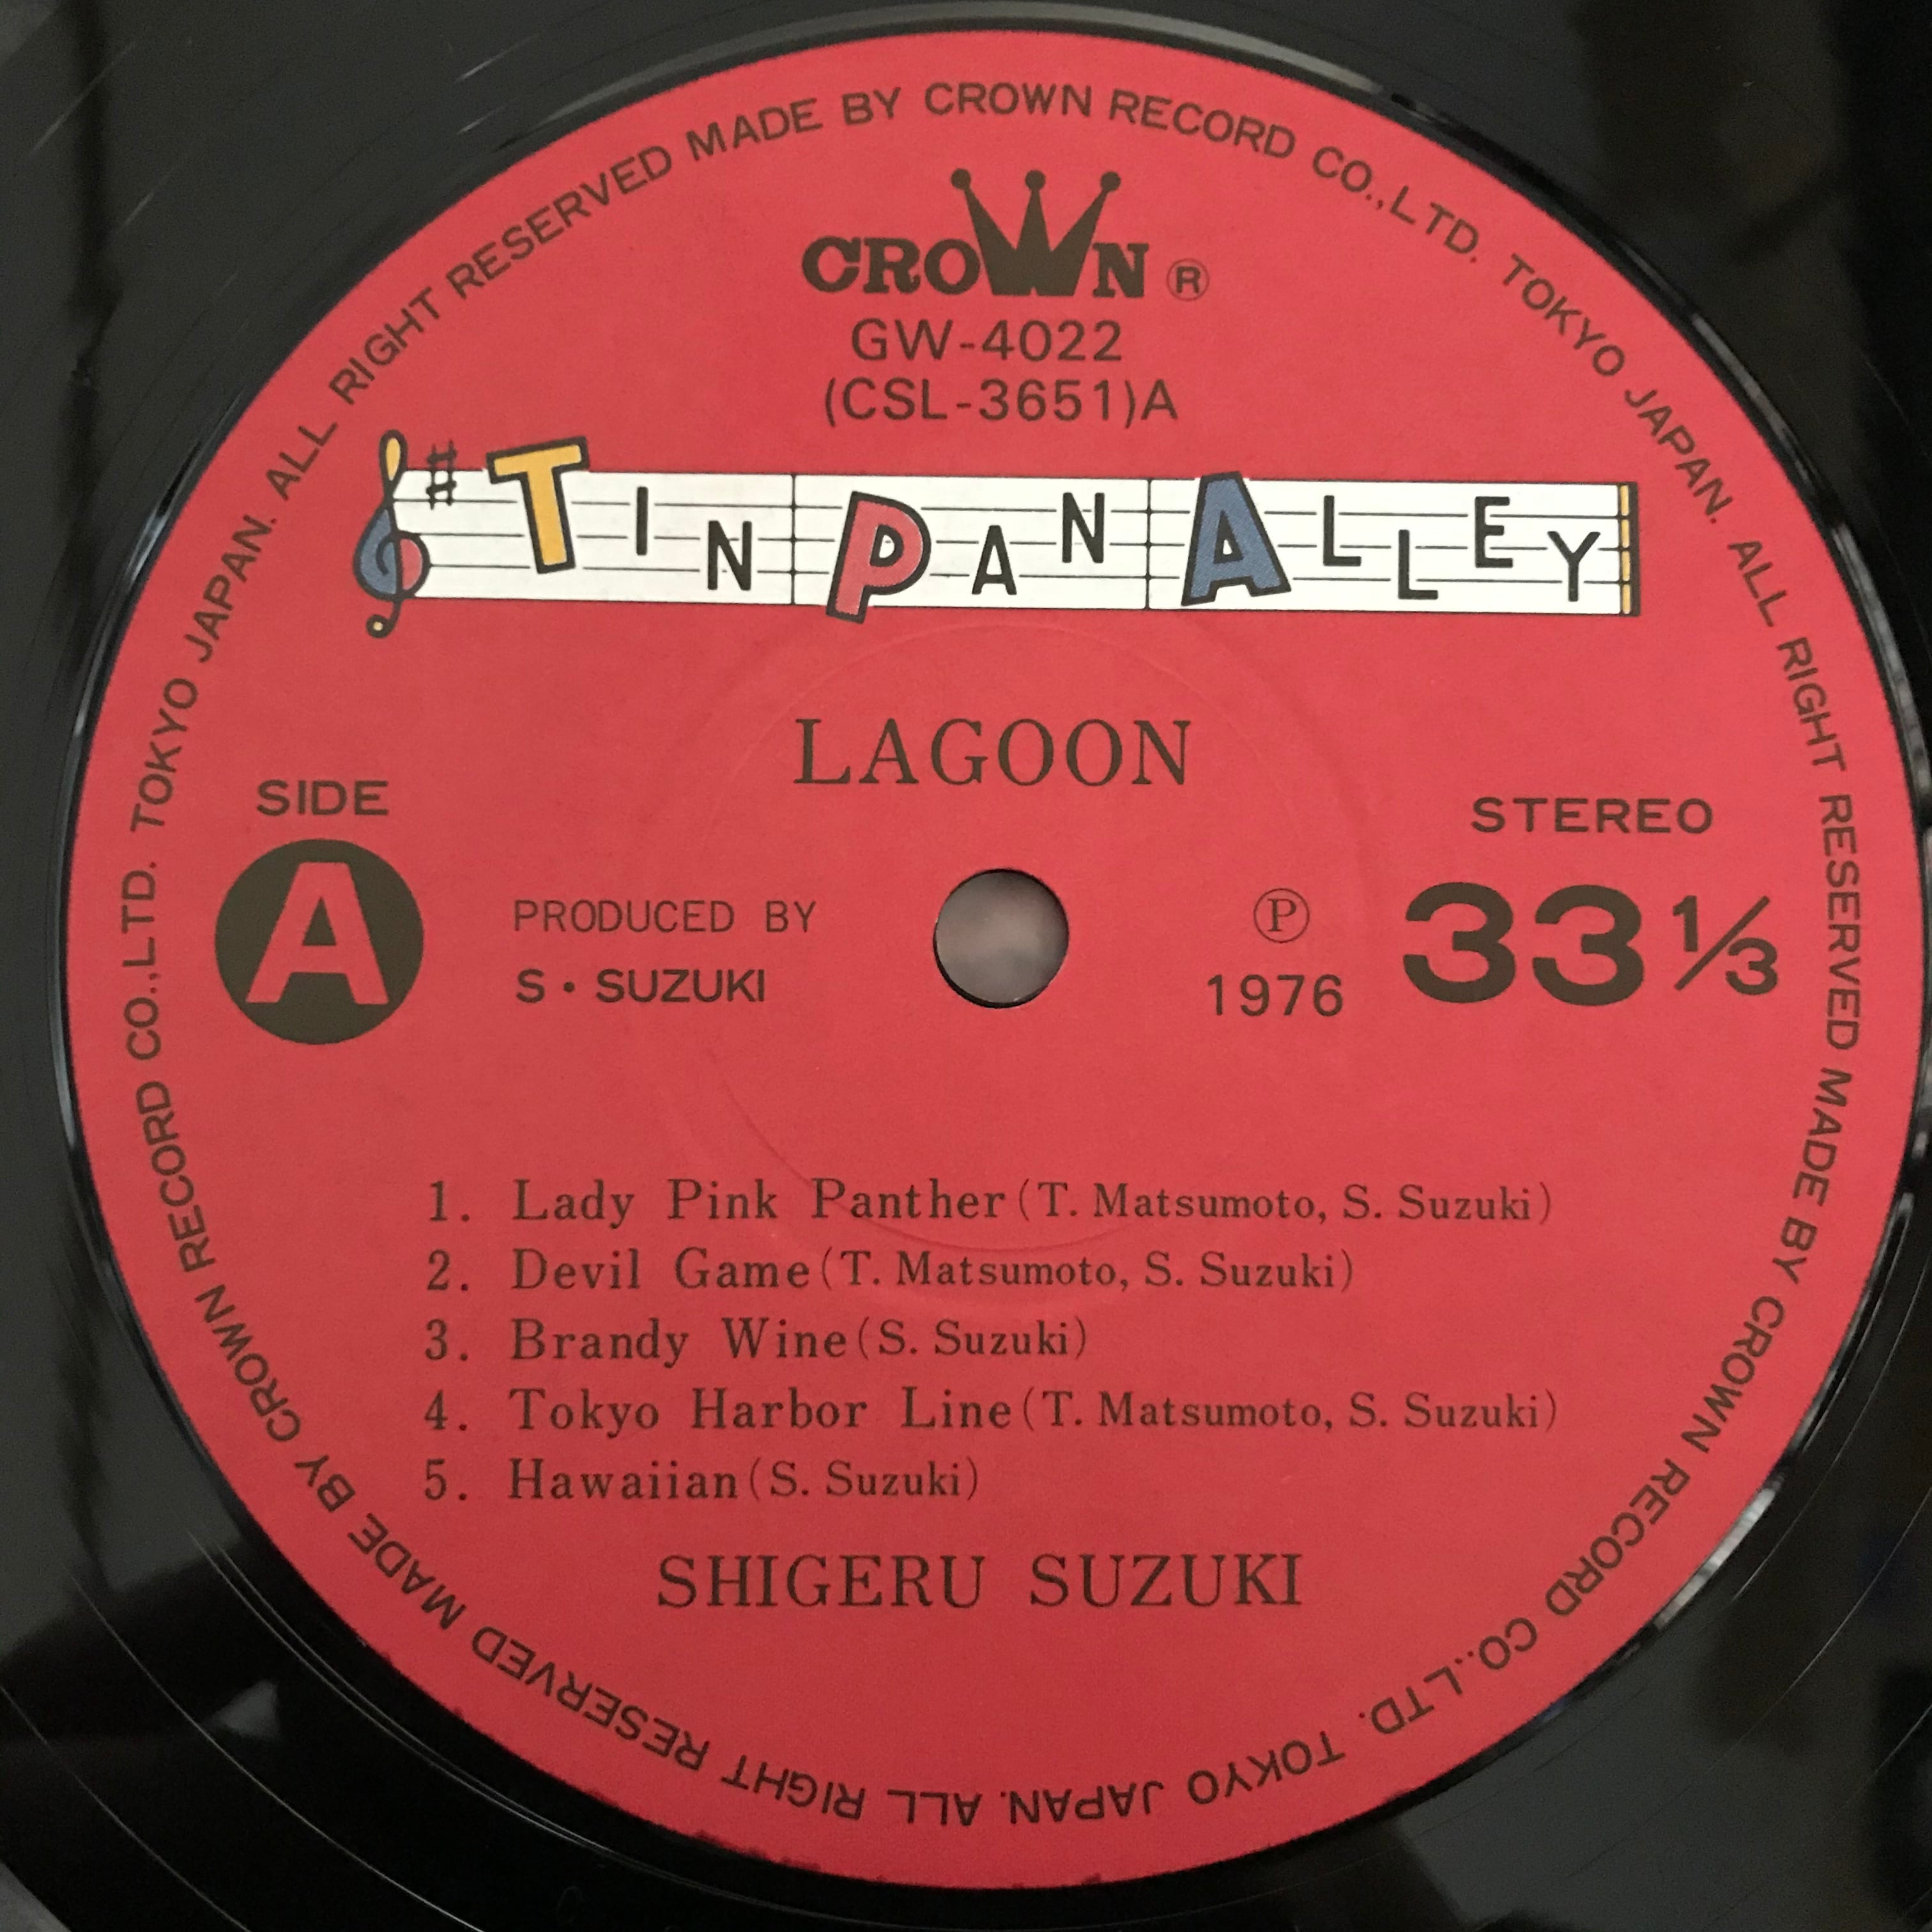 MADE BY CROWN RECORD CO.,LTD. TOKYO JAPAN. ALL RIGHT RESERVED MADE BY CROWN RECORD CO.,LTD. TOKYO JAPAN. ALL RIGHT RESERVED MADE BY CROWN RECORD CO.,LTD. TOKYO JAPAN. ALL RIGHT RESERVED
CROWN ®
GW-4022
(CSL-3651)A
TIN PAN ALLEY
LAGOON
SIDE
A
PRODUCED BY
S・SUZUKI
Ⓟ
1976
STEREO
33 1/3
1. Lady Pink Panther (T. Matsumoto, S. Suzuki)
2. Devil Game (T. Matsumoto, S. Suzuki)
3. Brandy Wine (S. Suzuki)
4. Tokyo Harbor Line (T. Matsumoto, S. Suzuki)
5. Hawaiian (S. Suzuki)
SHIGERU SUZUKI